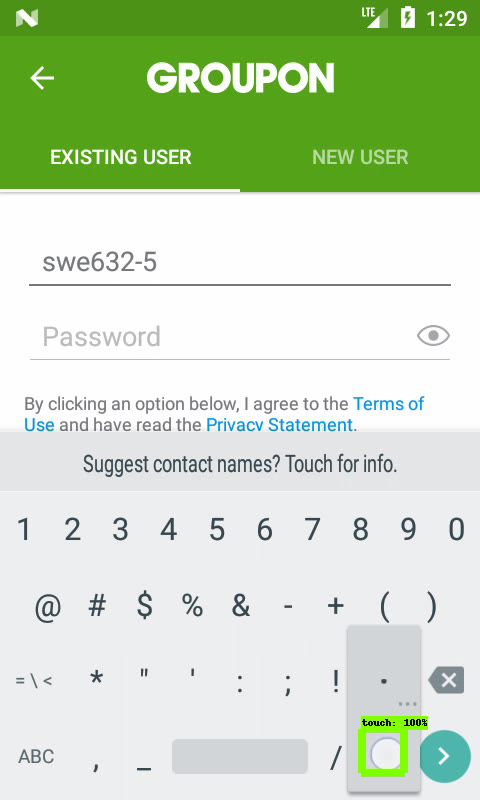 LTE 1:29
GROUPON
EXISTING USER NEW USER
swe632-5
Password
By clicking an option below, I agree to the Terms of
Use and have read the Privacy Statement.
Suggest contact names? Touch for info.
1 2 3 4 5 6 7 8 9 0
@ # $ % & - + ( )
= \ < * " ' : ; ! .
touch: 100%
ABC , _ /